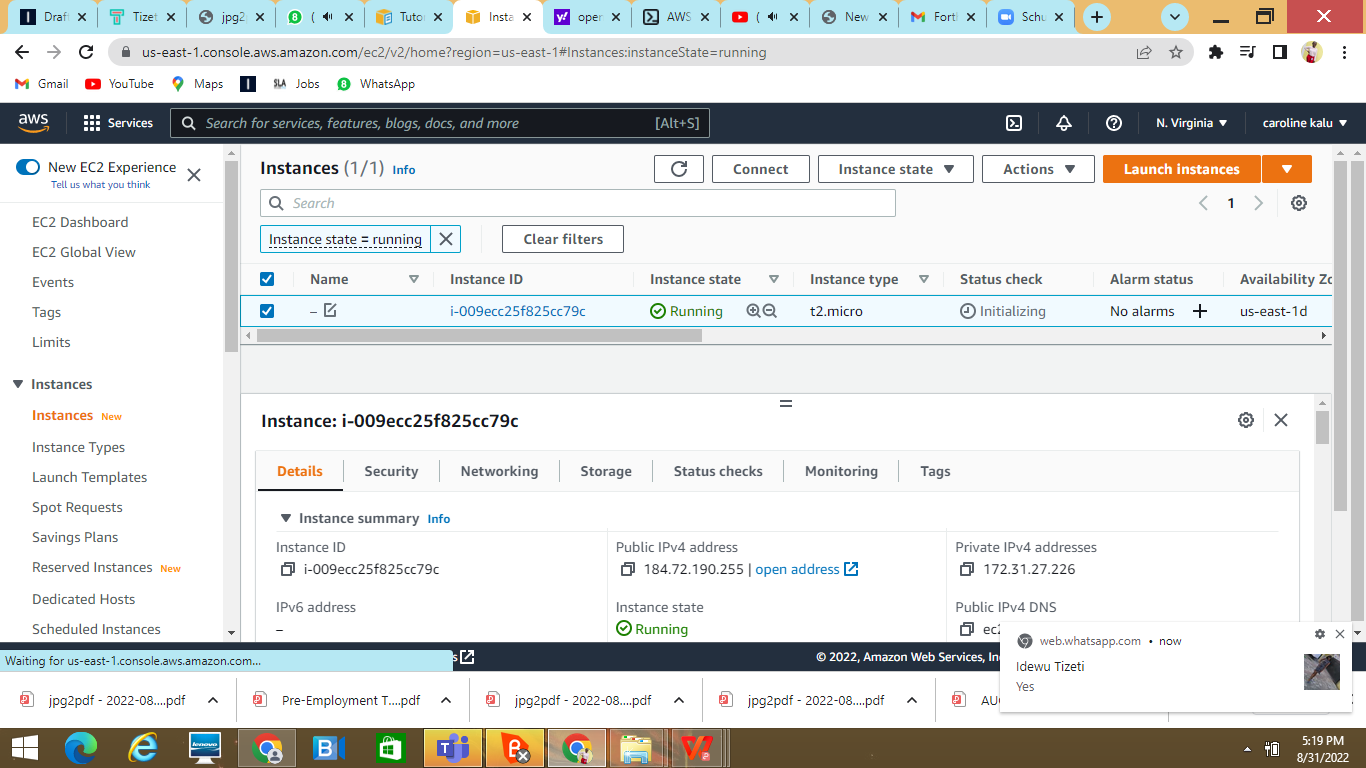 Draft
Tizet
jpg2
(
Tutor
Insta
open
AWS
(
New
Fort
Schu
us-east-1.console.aws.amazon.com/ec2/v2/home?region=us-east-1#Instances:instanceState=running
Gmail YouTube Maps Jobs WhatsApp
aws Services Search for services, features, blogs, docs, and more [Alt+S] N. Virginia caroline kalu
New EC2 Experience
Tell us what you think
EC2 Dashboard
EC2 Global View
Events
Tags
Limits
Instances
Instances New
Instance Types
Launch Templates
Spot Requests
Savings Plans
Reserved Instances New
Dedicated Hosts
Scheduled Instances
Instances (1/1) Info
Connect Instance state Actions Launch instances
Search
1
Instance state = running Clear filters
Name Instance ID Instance state Instance type Status check Alarm status Availability Zo
– i-009ecc25f825cc79c Running t2.micro Initializing No alarms + us-east-1d
Instance: i-009ecc25f825cc79c
Details Security Networking Storage Status checks Monitoring Tags
Instance summary Info
Instance ID
i-009ecc25f825cc79c
Public IPv4 address
184.72.190.255 | open address
Private IPv4 addresses
172.31.27.226
IPv6 address
–
Instance state
Running
Public IPv4 DNS
ec2
web.whatsapp.com • now
Idewu Tizeti
Yes
Waiting for us-east-1.console.aws.amazon.com...
© 2022, Amazon Web Services, In
jpg2pdf - 2022-08....pdf
Pre-Employment T....pdf
jpg2pdf - 2022-08....pdf
jpg2pdf - 2022-08....pdf
AUG
lenovo
5:19 PM
8/31/2022